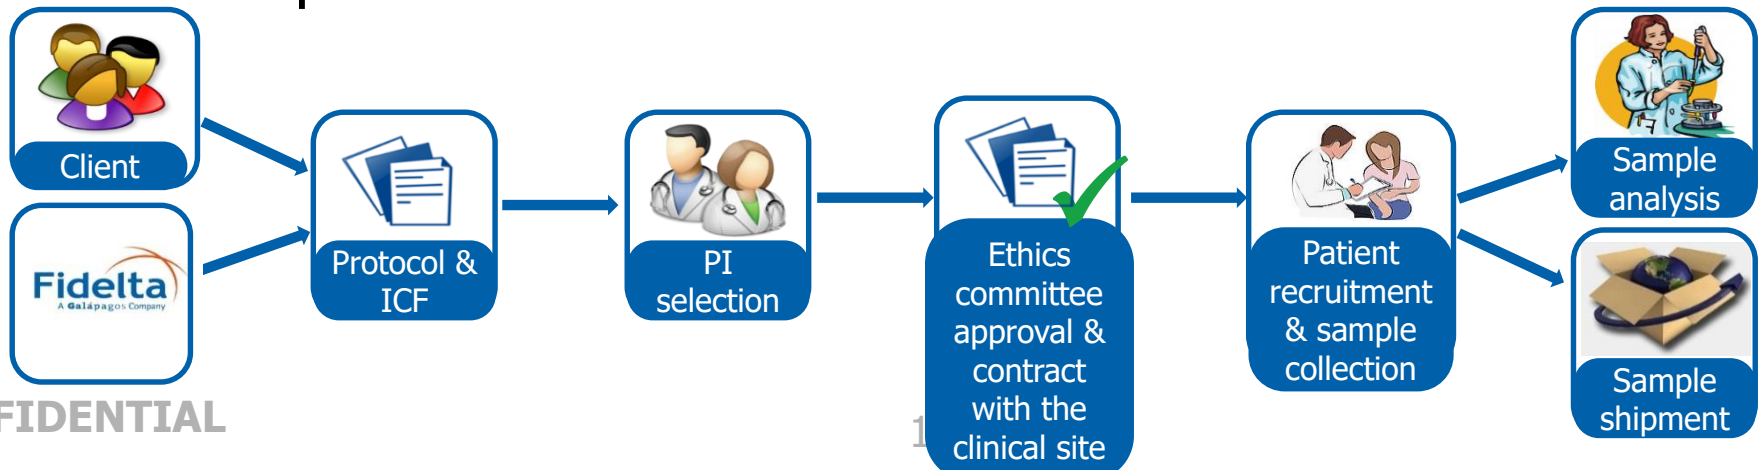 Client
Fidelta
A Galápagos Company
Protocol &
ICF
PI
selection
Ethics
committee
approval &
contract
with the
clinical site
Patient
recruitment
& sample
collection
Sample
analysis
Sample
shipment
FIDENTIAL
1